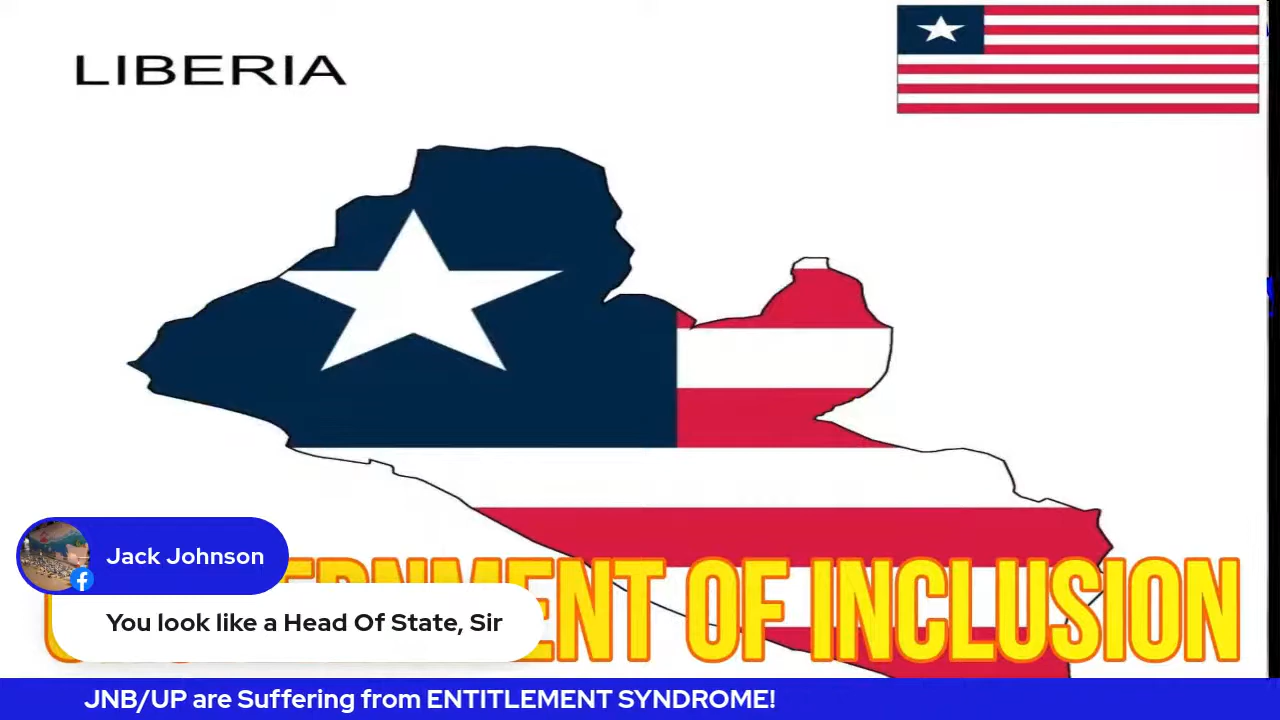 LIBERIA
Jack Johnson
You look like a Head Of State, Sir
OF INCLUSION
JNB/UP are Suffering from ENTITLEMENT SYNDROME!